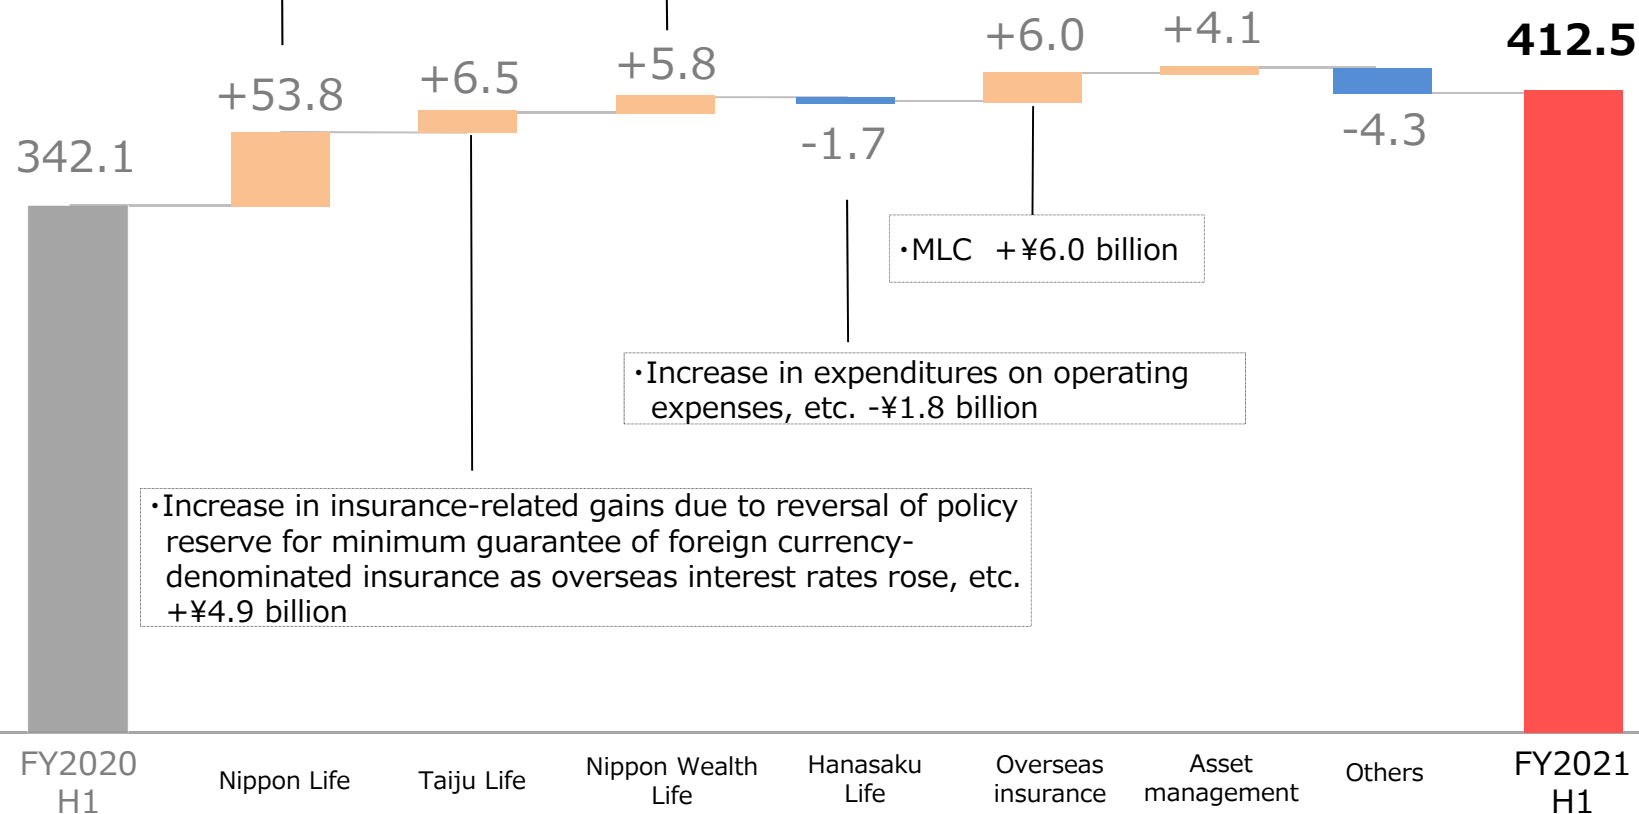 342.1
+53.8
+6.5
+5.8
-1.7
+6.0
+4.1
-4.3
412.5
・MLC +¥6.0 billion
・Increase in expenditures on operating
expenses, etc. -¥1.8 billion
・Increase in insurance-related gains due to reversal of policy
reserve for minimum guarantee of foreign currency-
denominated insurance as overseas interest rates rose, etc.
+¥4.9 billion
FY2020
H1
Nippon Life
Taiju Life
Nippon Wealth
Life
Hanasaku
Life
Overseas
insurance
Asset
management
Others
FY2021
H1